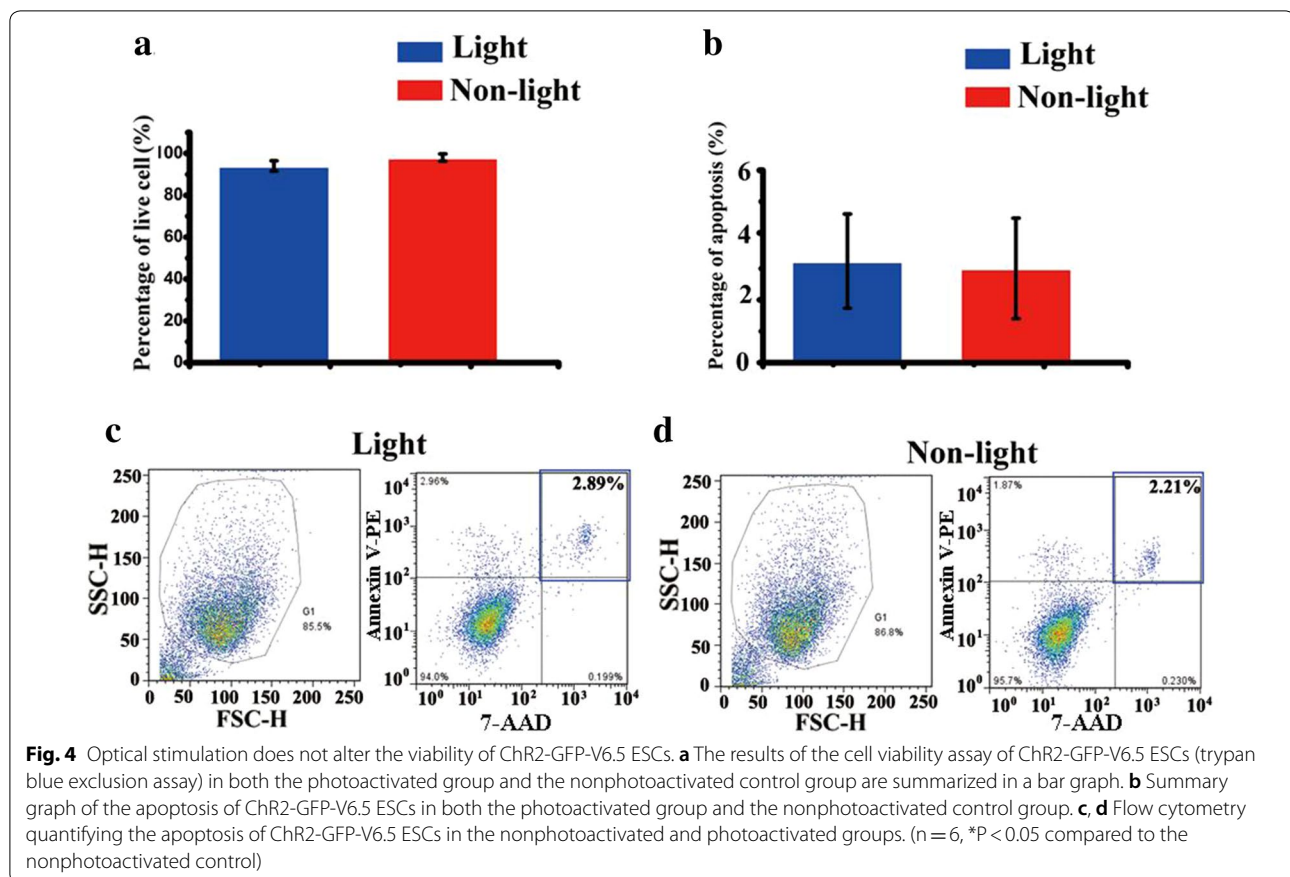 a
Light
Non-light
Percentage of live cell (%)
100
80
60
40
20
0
b
Light
Non-light
Percentage of apoptosis (%)
6
4
2
0
c
Light
SSC-H
250
200
150
100
50
0
G1
85.5%
0 50 100 150 200 250
FSC-H
Annexin V-PE
10⁴
10³
10²
10¹
10⁰
2.96%
2.89%
94.0%
0.199%
10⁰ 10¹ 10² 10³ 10⁴
7-AAD
d
Non-light
SSC-H
250
200
150
100
50
0
G1
86.8%
0 50 100 150 200 250
FSC-H
Annexin V-PE
10⁴
10³
10²
10¹
10⁰
1.87%
2.21%
95.7%
0.230%
10⁰ 10¹ 10² 10³ 10⁴
7-AAD
Fig. 4 Optical stimulation does not alter the viability of ChR2-GFP-V6.5 ESCs. a The results of the cell viability assay of ChR2-GFP-V6.5 ESCs (trypan
blue exclusion assay) in both the photoactivated group and the nonphotoactivated control group are summarized in a bar graph. b Summary
graph of the apoptosis of ChR2-GFP-V6.5 ESCs in both the photoactivated group and the nonphotoactivated control group. c, d Flow cytometry
quantifying the apoptosis of ChR2-GFP-V6.5 ESCs in the nonphotoactivated and photoactivated groups. (n = 6, *P < 0.05 compared to the
nonphotoactivated control)